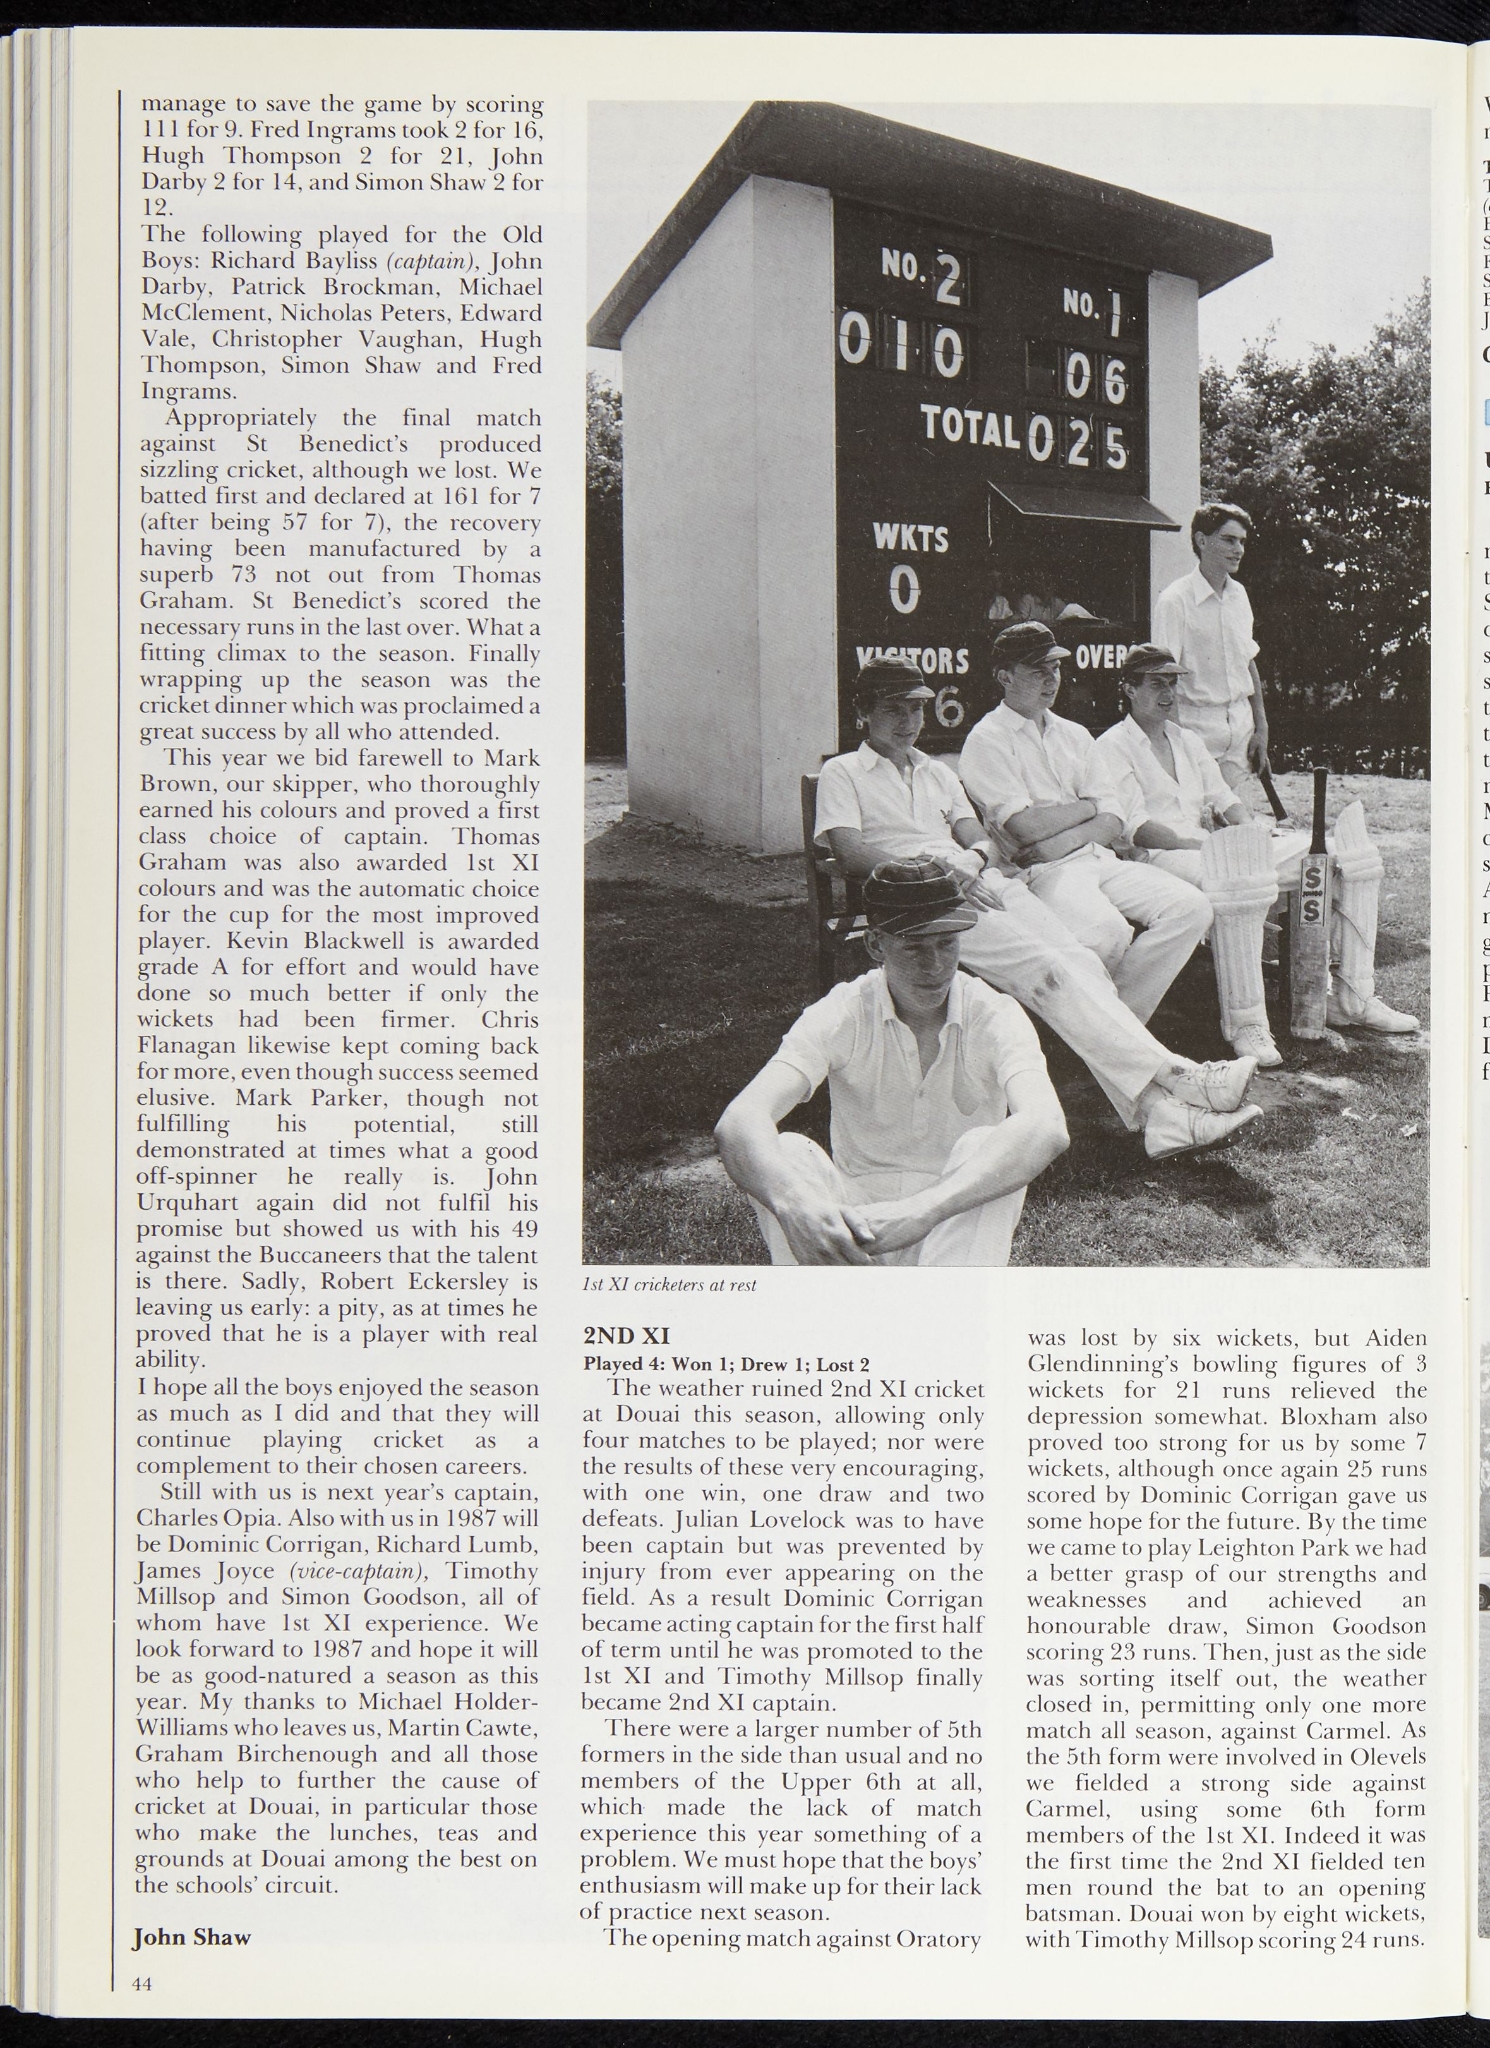 manage to save the game by scoring
111 for 9. Fred Ingrams took 2 for 16,
Hugh Thompson 2 for 21, John
Darby 2 for 14, and Simon Shaw 2 for
12.
The following played for the Old
Boys: Richard Bayliss (captain), John
Darby, Patrick Brockman, Michael
McClement, Nicholas Peters, Edward
Vale, Christopher Vaughan, Hugh
Thompson, Simon Shaw and Fred
Ingrams.
Appropriately the final match
against St Benedict's produced
sizzling cricket, although we lost. We
batted first and declared at 161 for 7
(after being 57 for 7), the recovery
having been manufactured by a
superb 73 not out from Thomas
Graham. St Benedict's scored the
necessary runs in the last over. What a
fitting climax to the season. Finally
wrapping up the season was the
cricket dinner which was proclaimed a
great success by all who attended.
This year we bid farewell to Mark
Brown, our skipper, who thoroughly
earned his colours and proved a first
class choice of captain. Thomas
Graham was also awarded 1st XI
colours and was the automatic choice
for the cup for the most improved
player. Kevin Blackwell is awarded
grade A for effort and would have
done so much better if only the
wickets had been firmer. Chris
Flanagan likewise kept coming back
for more, even though success seemed
elusive. Mark Parker, though not
fulfilling his potential, still
demonstrated at times what a good
off-spinner he really is. John
Urquhart again did not fulfil his
promise but showed us with his 49
against the Buccaneers that the talent
is there. Sadly, Robert Eckersley is
leaving us early: a pity, as at times he
proved that he is a player with real
ability.
I hope all the boys enjoyed the season
as much as I did and that they will
continue playing cricket as a
complement to their chosen careers.
Still with us is next year's captain,
Charles Opia. Also with us in 1987 will
be Dominic Corrigan, Richard Lumb,
James Joyce (vice-captain), Timothy
Millsop and Simon Goodson, all of
whom have 1st XI experience. We
look forward to 1987 and hope it will
be as good-natured a season as this
year. My thanks to Michael Holder-
Williams who leaves us, Martin Cawte,
Graham Birchenough and all those
who help to further the cause of
cricket at Douai, in particular those
who make the lunches, teas and
grounds at Douai among the best on
the schools' circuit.
John Shaw
44
NO. 2
NO. 1
010
06
TOTAL 025
WKTS
0
VISITORS
OVERS
6
S
S
1st XI cricketers at rest
2ND XI
Played 4: Won 1; Drew 1; Lost 2
The weather ruined 2nd XI cricket
at Douai this season, allowing only
four matches to be played; nor were
the results of these very encouraging,
with one win, one draw and two
defeats. Julian Lovelock was to have
been captain but was prevented by
injury from ever appearing on the
field. As a result Dominic Corrigan
became acting captain for the first half
of term until he was promoted to the
1st XI and Timothy Millsop finally
became 2nd XI captain.
There were a larger number of 5th
formers in the side than usual and no
members of the Upper 6th at all,
which made the lack of match
experience this year something of a
problem. We must hope that the boys'
enthusiasm will make up for their lack
of practice next season.
The opening match against Oratory
was lost by six wickets, but Aiden
Glendinning's bowling figures of 3
wickets for 21 runs relieved the
depression somewhat. Bloxham also
proved too strong for us by some 7
wickets, although once again 25 runs
scored by Dominic Corrigan gave us
some hope for the future. By the time
we came to play Leighton Park we had
a better grasp of our strengths and
weaknesses and achieved an
honourable draw, Simon Goodson
scoring 23 runs. Then, just as the side
was sorting itself out, the weather
closed in, permitting only one more
match all season, against Carmel. As
the 5th form were involved in Olevels
we fielded a strong side against
Carmel, using some 6th form
members of the 1st XI. Indeed it was
the first time the 2nd XI fielded ten
men round the bat to an opening
batsman. Douai won by eight wickets,
with Timothy Millsop scoring 24 runs.